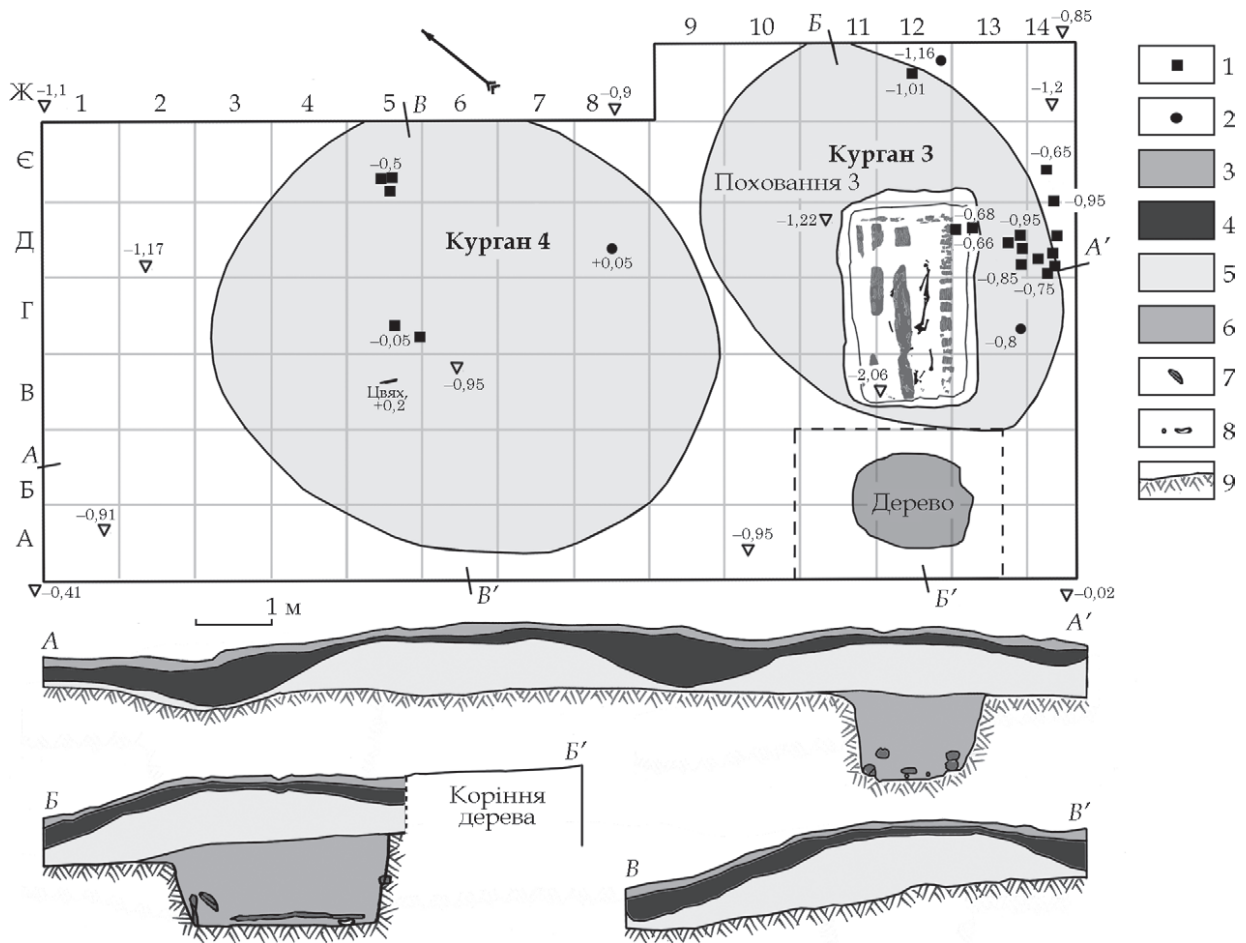 9 10 Б 11 12 13 14 –0,85
Ж –1,1 1 2 3 4 5 В 6 7 8 –0,9
–1,16
–1,01
–1,2
1
2
3
4
5
6
7
8
9
Є
Д
Г
В
А
Б
А
–0,5
Курган 4
–1,17
+0,05
–0,05
–0,95
Цвях,
+0,2
–0,91
–0,41
В′
Курган 3
Поховання 3
–1,22
–0,65
–0,95
–0,68
–0,95
–0,66
А′
–0,85
–0,75
–0,8
–2,06
Дерево
–0,95
Б′
–0,02
1 м
А А′
Б Б′
Коріння
дерева
В В′